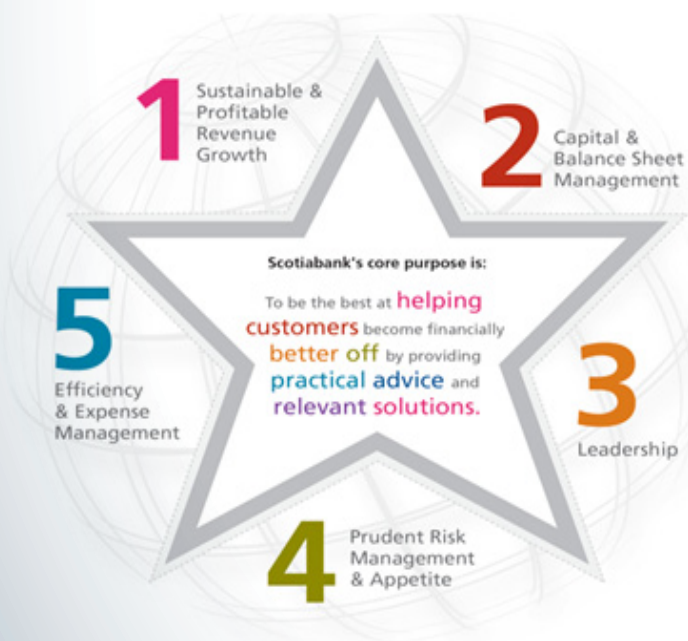 1
Sustainable &
Profitable
Revenue
Growth
2
Capital &
Balance Sheet
Management
Scotiabank's core purpose is:
To be the best at helping
customers become financially
better off by providing
practical advice and
relevant solutions.
3
Leadership
4
Prudent Risk
Management
& Appetite
5
Efficiency
& Expense
Management